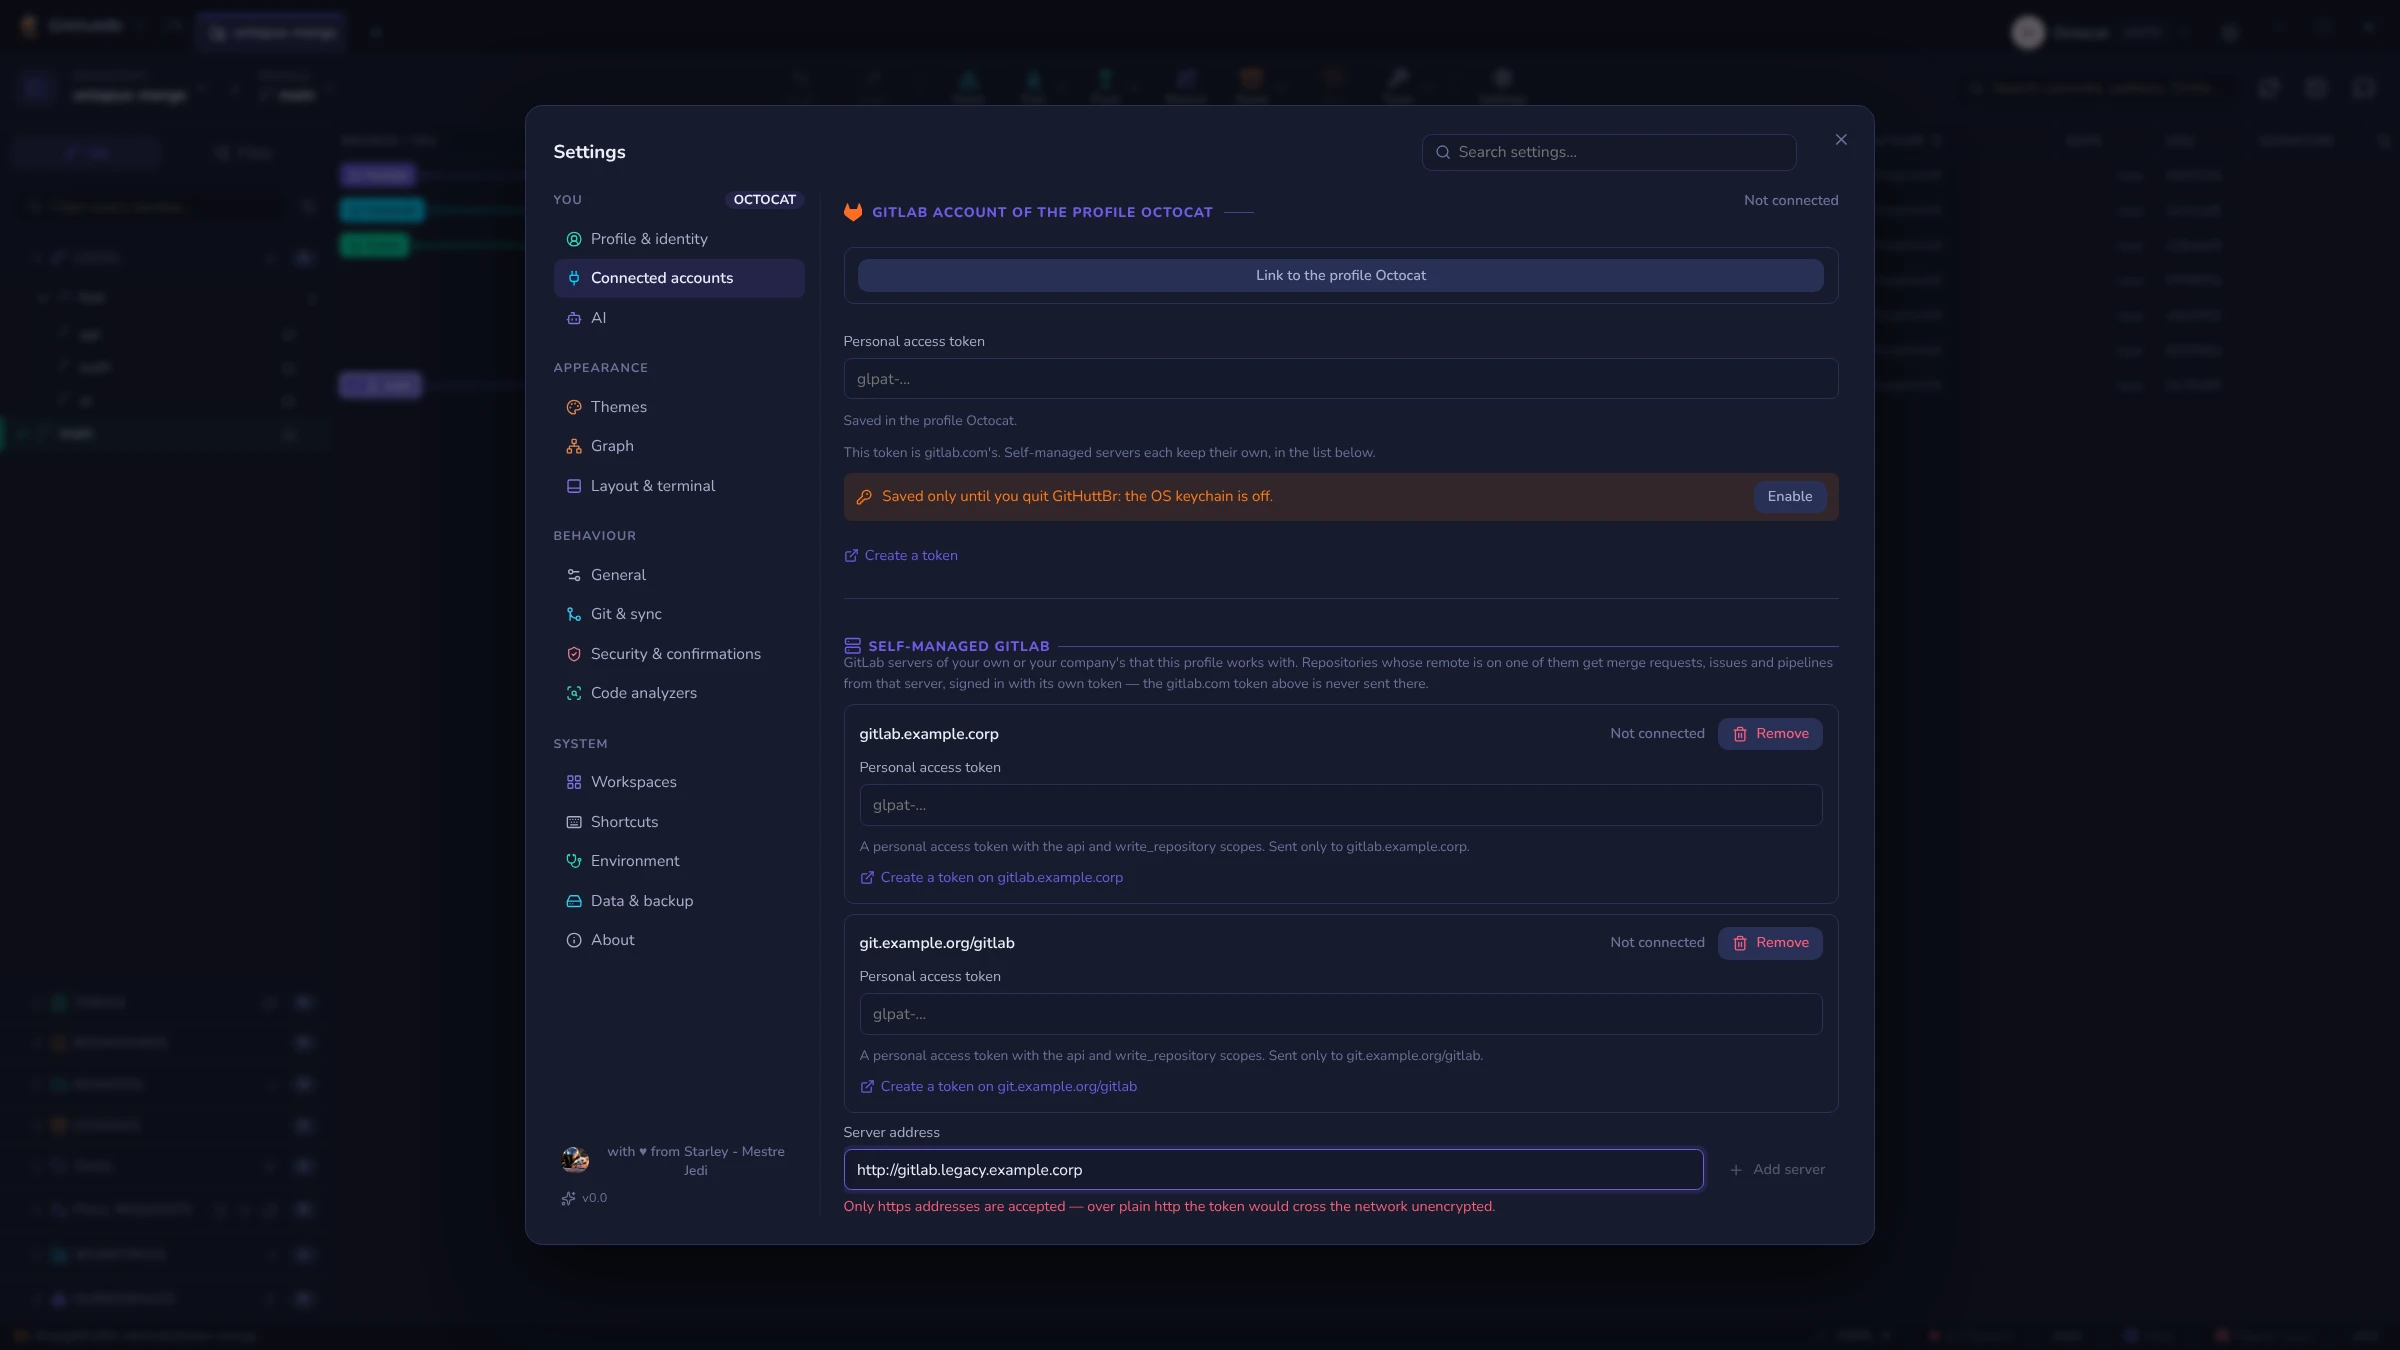 Settings
Search settings...
YOU
OCTOCAT
Profile & identity
Connected accounts
AI
APPEARANCE
Themes
Graph
Layout & terminal
BEHAVIOUR
General
Git & sync
Security & confirmations
Code analyzers
SYSTEM
Workspaces
Shortcuts
Environment
Data & backup
About
with ♥ from Starley - Mestre
Jedi
v0.0
GITLAB ACCOUNT OF THE PROFILE OCTOCAT
Not connected
Link to the profile Octocat
Personal access token
glpat-...
Saved in the profile Octocat.
This token is gitlab.com's. Self-managed servers each keep their own, in the list below.
Saved only until you quit GitHuttBr: the OS keychain is off.
Enable
Create a token
SELF-MANAGED GITLAB
GitLab servers of your own or your company's that this profile works with. Repositories whose remote is on one of them get merge requests, issues and pipelines
from that server, signed in with its own token — the gitlab.com token above is never sent there.
gitlab.example.corp
Not connected
Remove
Personal access token
glpat-...
A personal access token with the api and write_repository scopes. Sent only to gitlab.example.corp.
Create a token on gitlab.example.corp
git.example.org/gitlab
Not connected
Remove
Personal access token
glpat-...
A personal access token with the api and write_repository scopes. Sent only to git.example.org/gitlab.
Create a token on git.example.org/gitlab
Server address
http://gitlab.legacy.example.corp
Add server
Only https addresses are accepted — over plain http the token would cross the network unencrypted.